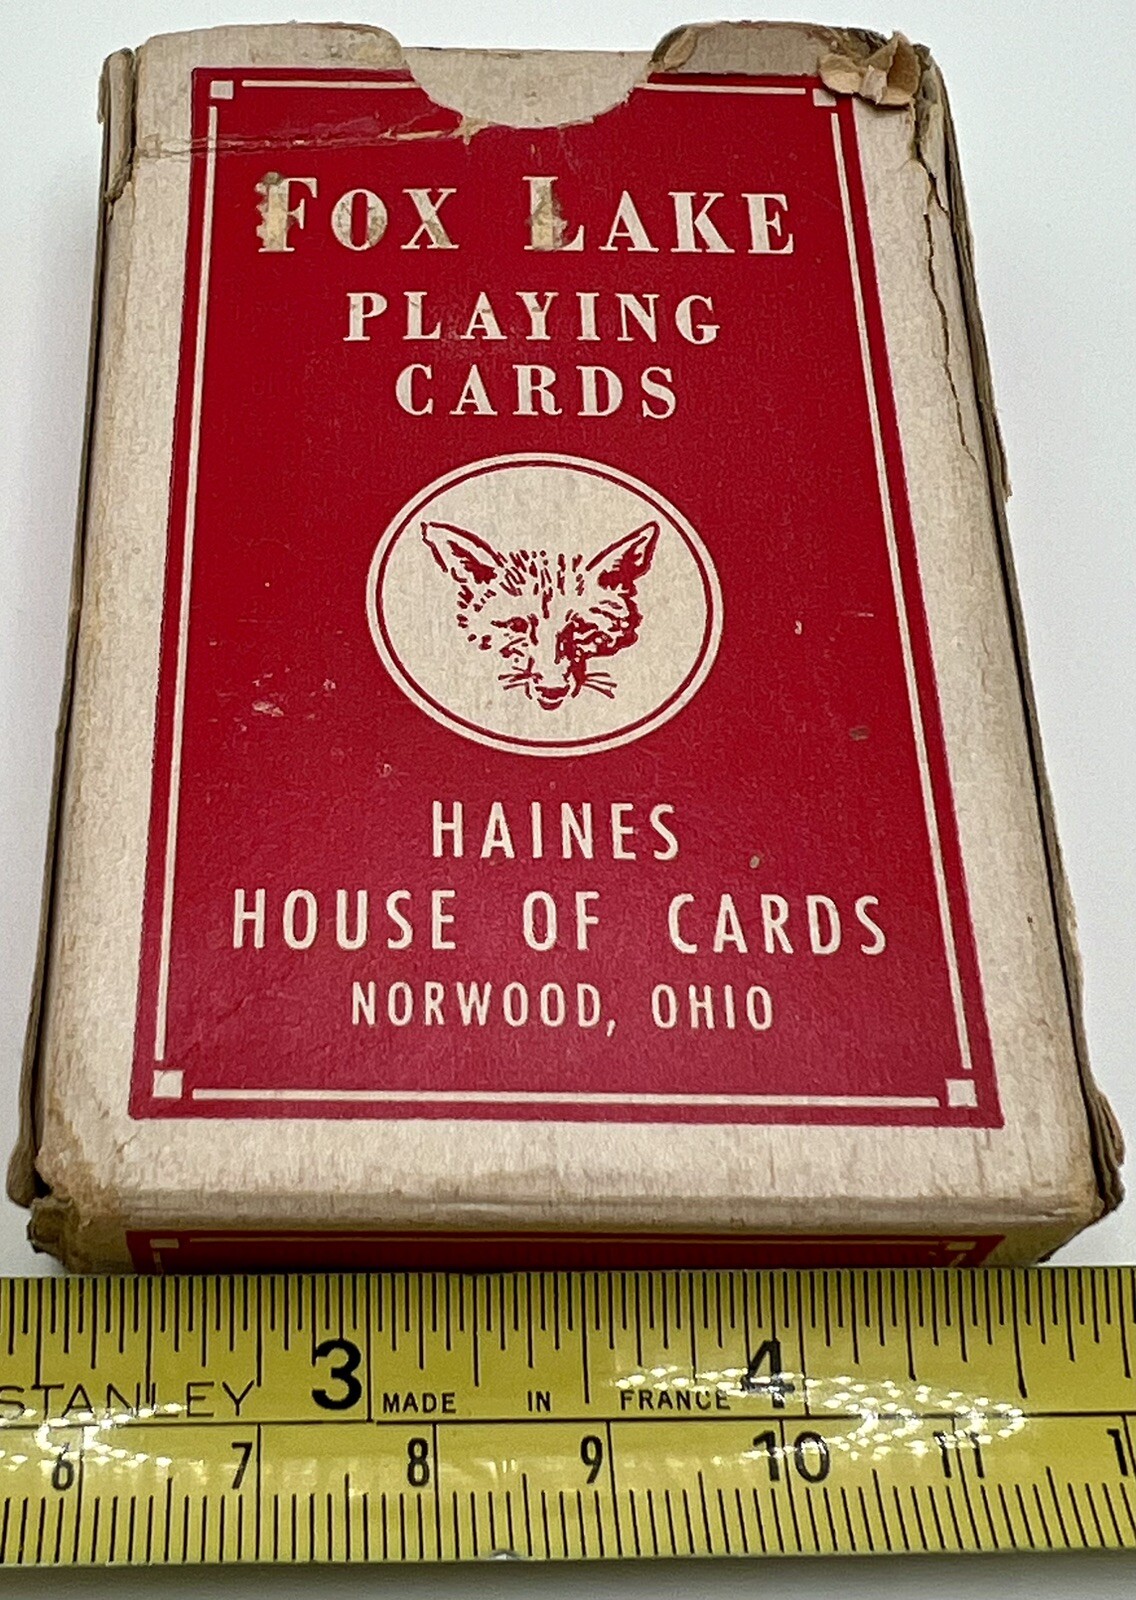 FOX LAKE
PLAYING
CARDS
HAINES
HOUSE OF CARDS
NORWOOD, OHIO
3 4
STANLEY MADE IN FRANCE
6 7 8 9 10 11